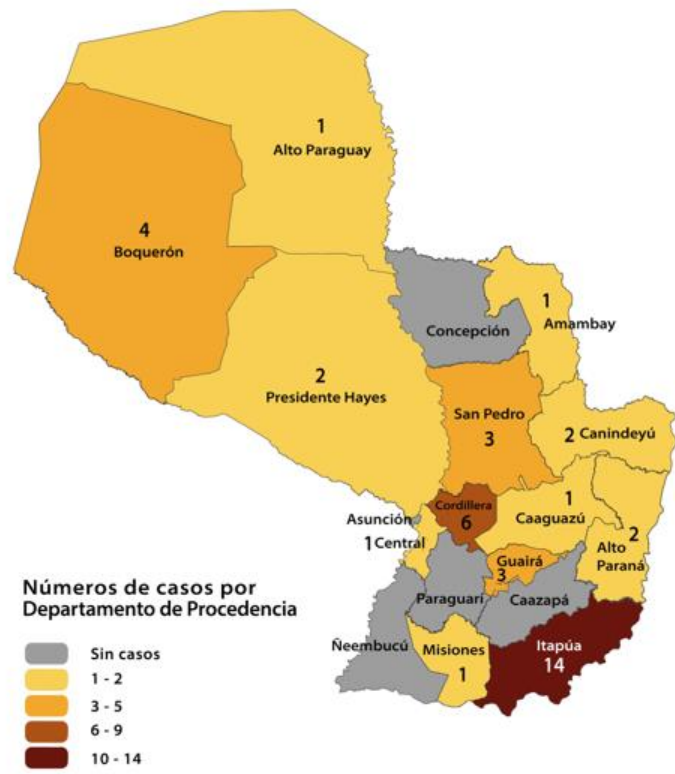 1
Alto Paraguay
4
Boquerón
Concepción
1
Amambay
2
Presidente Hayes
San Pedro
3
2 Canindeyú
Cordillera
6
1
Caaguazú
Asunción
1 Central
2
Alto
Paraná
Guairá
3
Paraguarí
Caazapá
Ñeembucú
Misiones
1
Itapúa
14
Números de casos por
Departamento de Procedencia
Sin casos
1 - 2
3 - 5
6 - 9
10 - 14